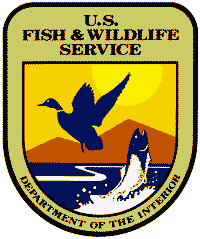 U.S.
FISH & WILDLIFE
SERVICE
DEPARTMENT OF THE INTERIOR